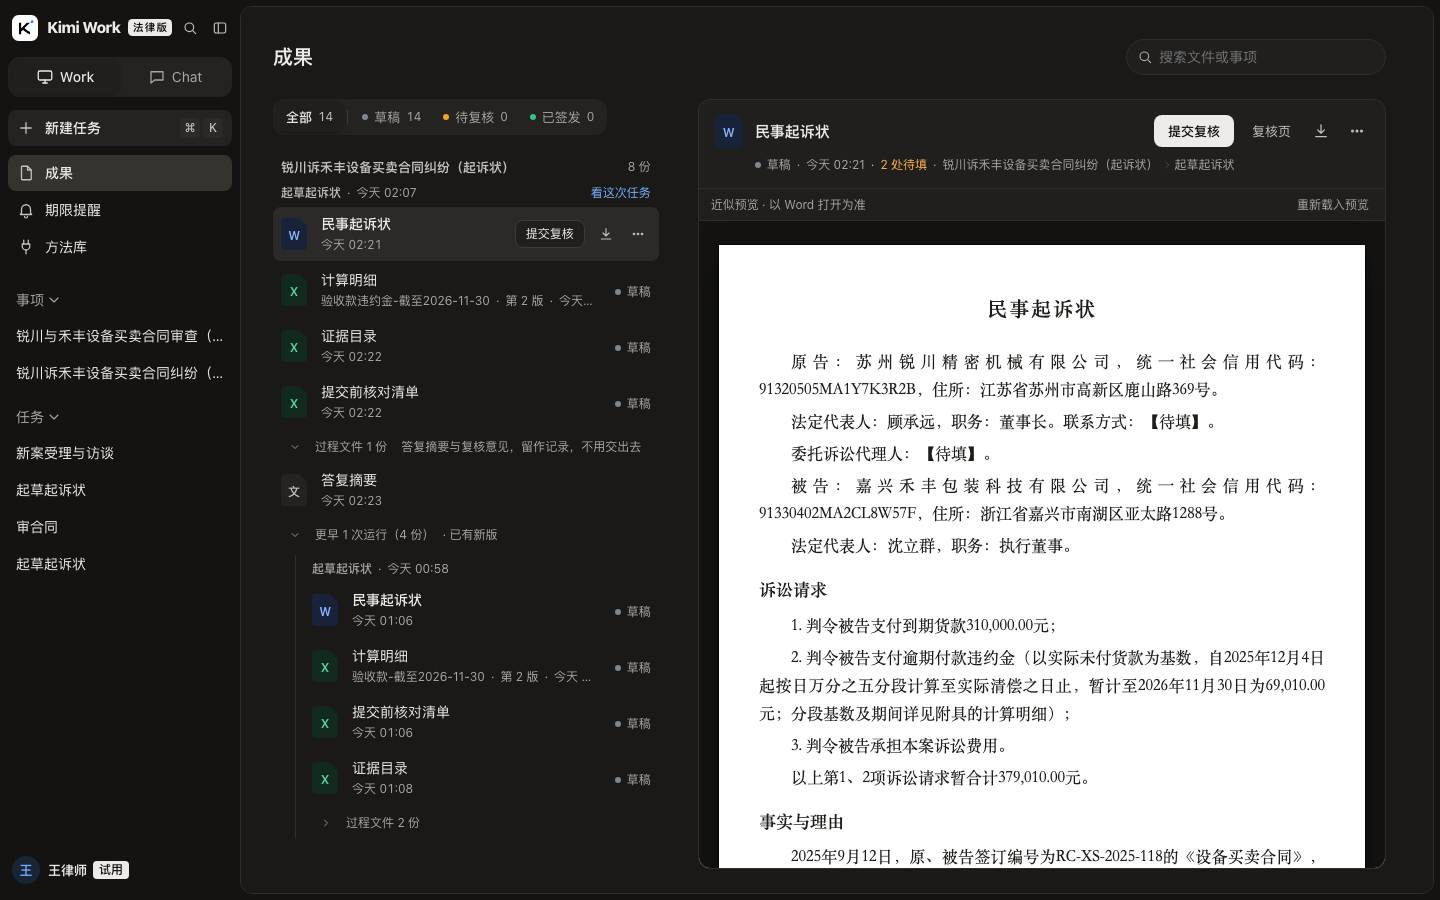 Kimi Work 法律版
Work
Chat
新建任务 ⌘ K
成果
期限提醒
方法库
事项
锐川与禾丰设备买卖合同审查（...
锐川诉禾丰设备买卖合同纠纷（...
任务
新案受理与访谈
起草起诉状
审合同
起草起诉状
王 王律师 试用
成果
搜索文件或事项
全部 14 草稿 14 待复核 0 已签发 0
锐川诉禾丰设备买卖合同纠纷（起诉状） 8 份
起草起诉状 · 今天 02:07 看这次任务
W 民事起诉状
今天 02:21
提交复核
X 计算明细
验收款违约金-截至2026-11-30 · 第 2 版 · 今天...
草稿
X 证据目录
今天 02:22
草稿
X 提交前核对清单
今天 02:22
草稿
过程文件 1 份 答复摘要与复核意见，留作记录，不用交出去
文 答复摘要
今天 02:23
更早 1 次运行（4 份） · 已有新版
起草起诉状 · 今天 00:58
W 民事起诉状
今天 01:06
草稿
X 计算明细
验收款-截至2026-11-30 · 第 2 版 · 今天 ...
草稿
X 提交前核对清单
今天 01:06
草稿
X 证据目录
今天 01:08
草稿
过程文件 2 份
W 民事起诉状
提交复核 复核页
草稿 · 今天 02:21 · 2 处待填 · 锐川诉禾丰设备买卖合同纠纷（起诉状） 起草起诉状
近似预览 · 以 Word 打开为准 重新载入预览
民事起诉状
原告：苏州锐川精密机械有限公司，统一社会信用代码：
91320505MA1Y7K3R2B，住所：江苏省苏州市高新区鹿山路369号。
法定代表人：顾承远，职务：董事长。联系方式：【待填】。
委托诉讼代理人：【待填】。
被告：嘉兴禾丰包装科技有限公司，统一社会信用代码：
91330402MA2CL8W57F，住所：浙江省嘉兴市南湖区亚太路1288号。
法定代表人：沈立群，职务：执行董事。
诉讼请求
1. 判令被告支付到期货款310,000.00元；
2. 判令被告支付逾期付款违约金（以实际未付货款为基数，自2025年12月4日
起按日万分之五分段计算至实际清偿之日止，暂计至2026年11月30日为69,010.00
元；分段基数及期间详见附具的计算明细）；
3. 判令被告承担本案诉讼费用。
以上第1、2项诉讼请求暂合计379,010.00元。
事实与理由
2025年9月12日，原、被告签订编号为RC-XS-2025-118的《设备买卖合同》，